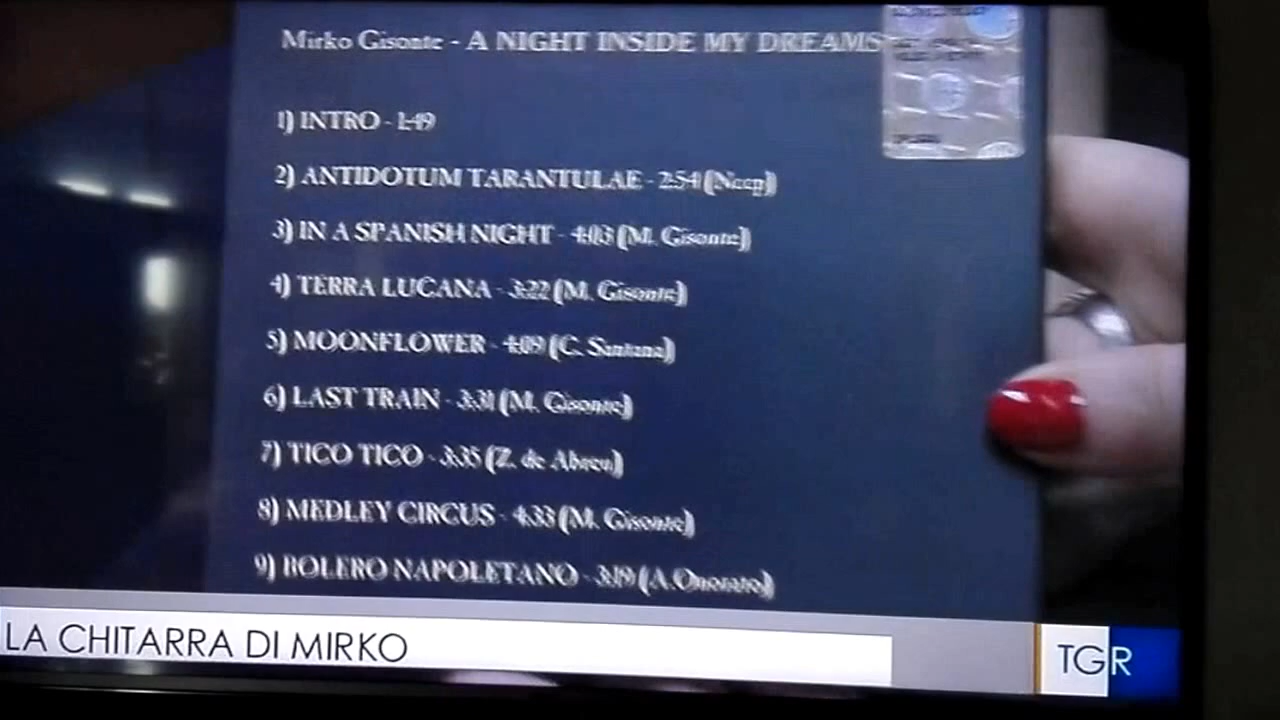 Mirko Gisonte - A NIGHT INSIDE MY DREAMS
1) INTRO - 1:49
2) ANTIDOTUM TARANTULAE - 2:54 (Nccp)
3) IN A SPANISH NIGHT - 4:03 (M. Gisonte)
4) TERRA LUCANA - 3:22 (M. Gisonte)
5) MOONFLOWER - 4:09 (C. Santana)
6) LAST TRAIN - 3:31 (M. Gisonte)
7) TICO TICO - 3:35 (Z. de Abreu)
8) MEDLEY CIRCUS - 4:33 (M. Gisonte)
9) BOLERO NAPOLETANO - 3:19 (A.Onorato)
LA CHITARRA DI MIRKO
TGR